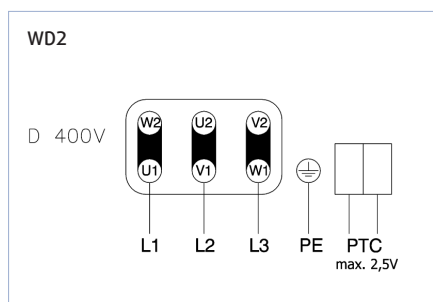 WD2
W2 U2 V2
D 400V
U1 V1 W1
L1 L2 L3 PE PTC
max. 2,5V